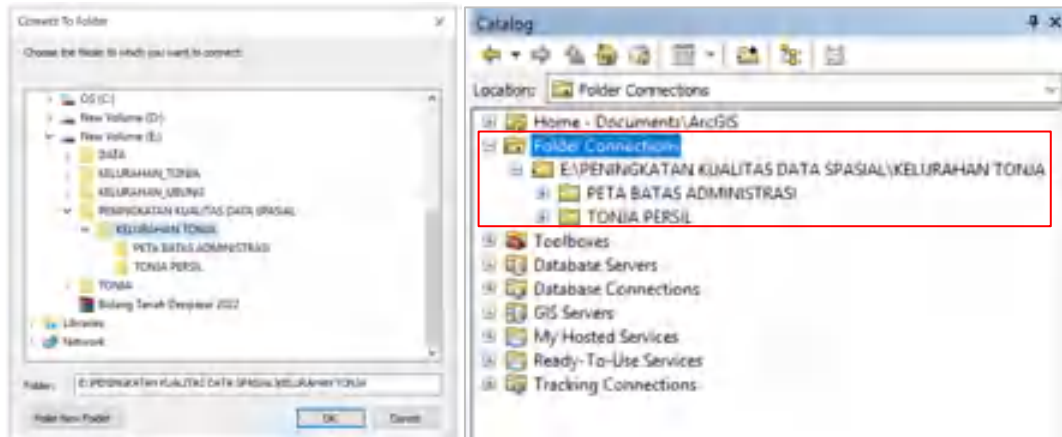 Connect To Folder
Choose the folder to which you want to connect:
OS (C:)
New Volume (D:)
New Volume (E:)
DATA
KELURAHAN_TONJA
KELURAHAN_UBUNG
PENINGKATAN KUALITAS DATA SPASIAL
KELURAHAN TONJA
PETA BATAS ADMINISTRASI
TONJA PERSIL
TONJA
Bidang Tanah Denpasar 2022
Libraries
Network
Folder: E:\PENINGKATAN KUALITAS DATA SPASIAL\KELURAHAN TONJA
Make New Folder OK Cancel
Catalog
Location: Folder Connections
Home - Documents\ArcGIS
Folder Connections
E:\PENINGKATAN KUALITAS DATA SPASIAL\KELURAHAN TONJA
PETA BATAS ADMINISTRASI
TONJA PERSIL
Toolboxes
Database Servers
Database Connections
GIS Servers
My Hosted Services
Ready-To-Use Services
Tracking Connections